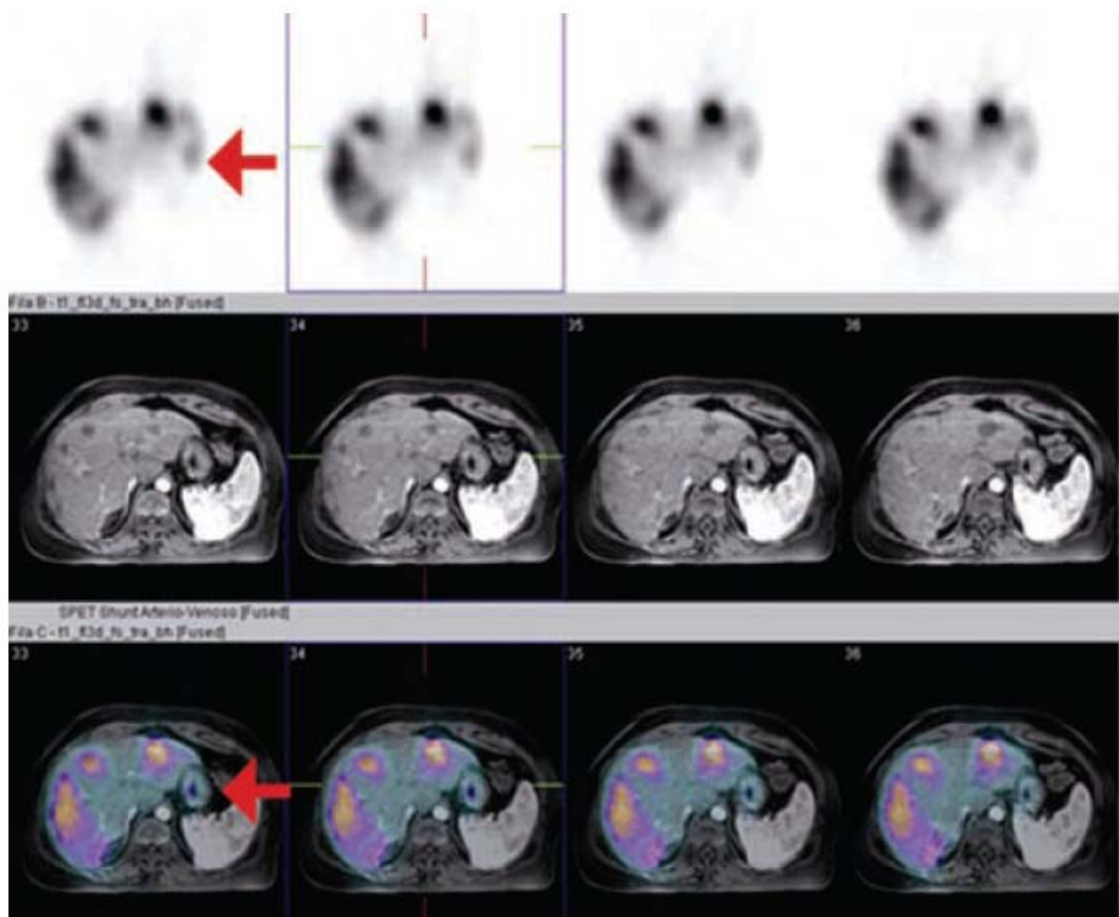 Fila B - t1_fl3d_fs_tra_bh [Fused]
33 34 35 36
SPET Shunt Arterio-Venoso [Fused]
Fila C - t1_fl3d_fs_tra_bh [Fused]
33 34 35 36